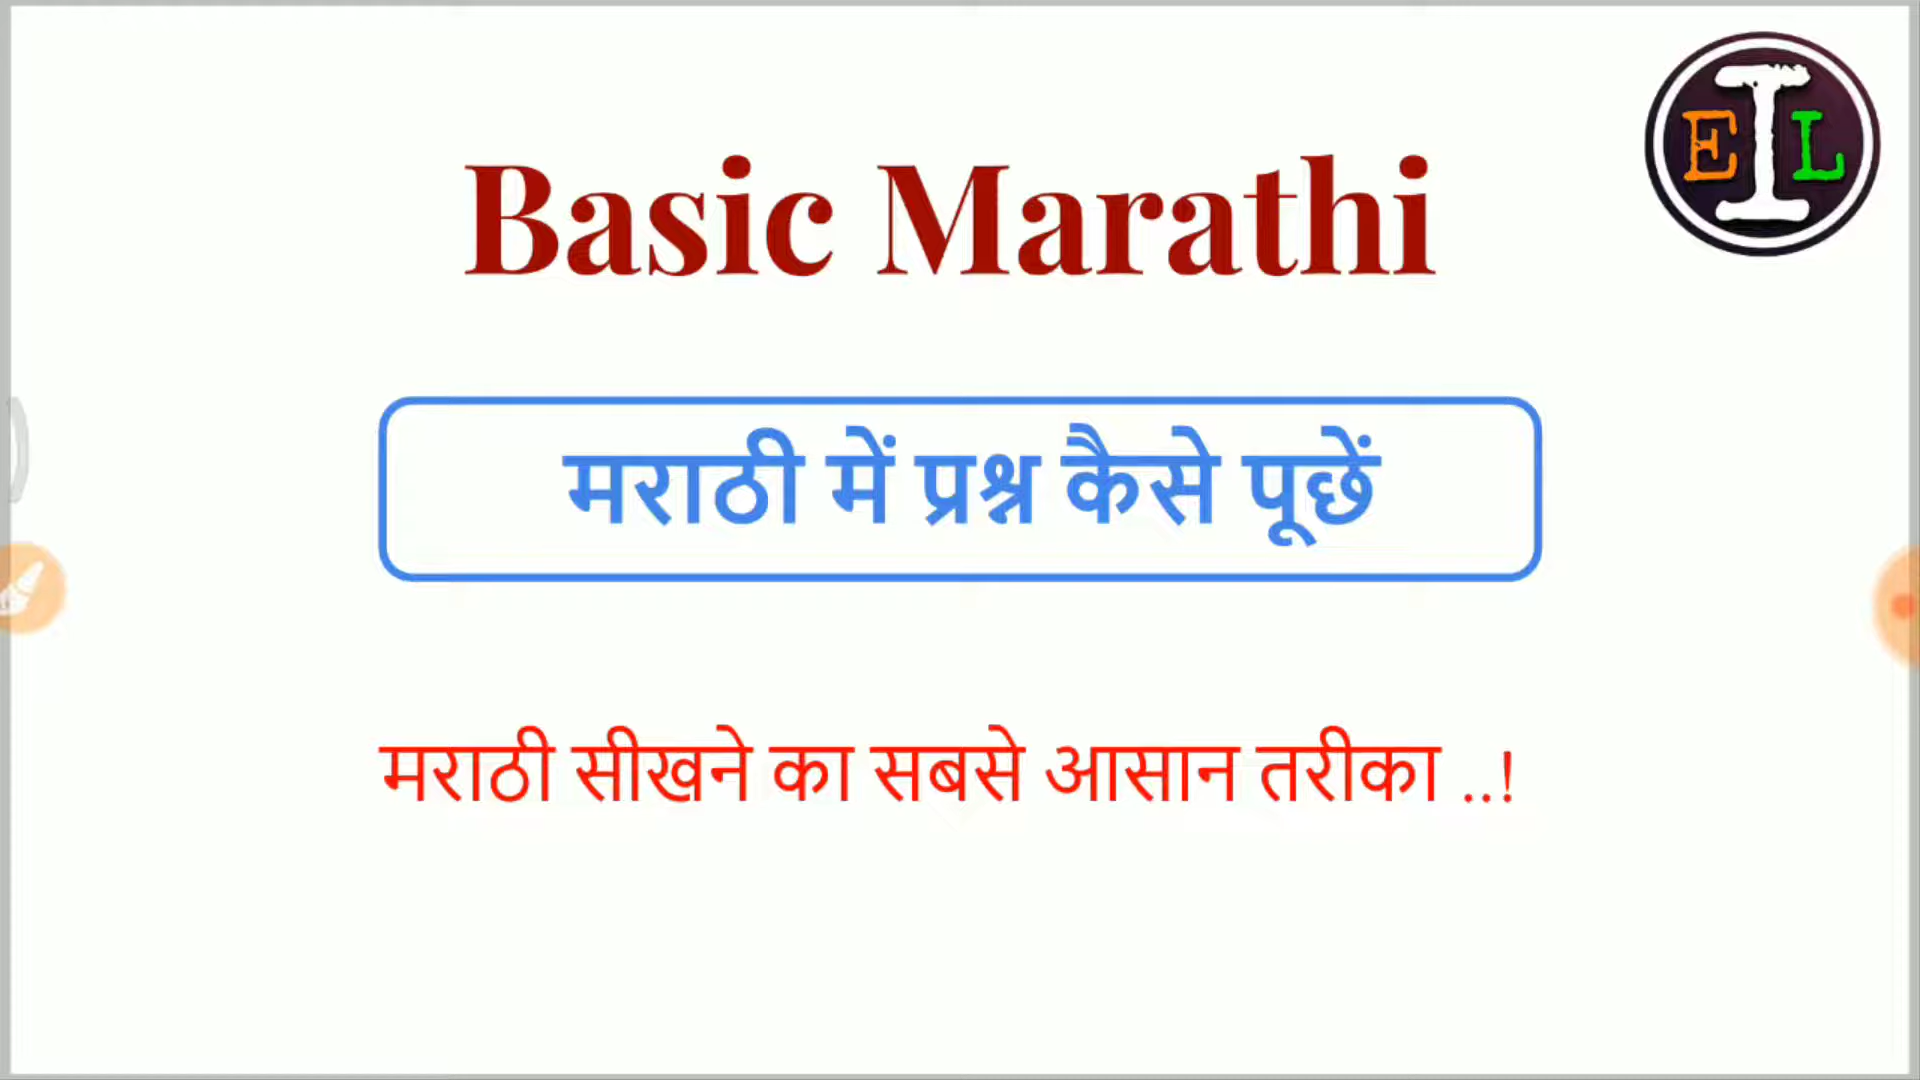 Basic Marathi
E I L
मराठी में प्रश्न कैसे पूछें
मराठी सीखने का सबसे आसान तरीका ..!